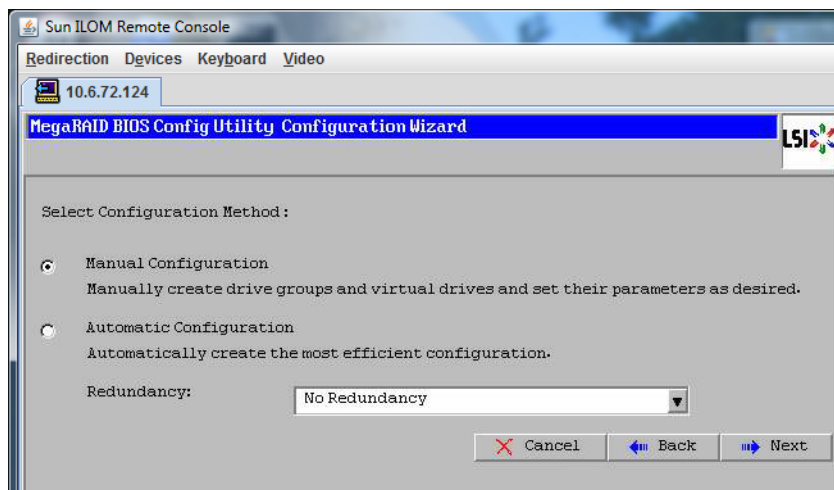 Sun ILOM Remote Console
Redirection Devices Keyboard Video
10.6.72.124
MegaRAID BIOS Config Utility Configuration Wizard
LSI
Select Configuration Method:
Manual Configuration
Manually create drive groups and virtual drives and set their parameters as desired.
Automatic Configuration
Automatically create the most efficient configuration.
Redundancy: No Redundancy
Cancel Back Next